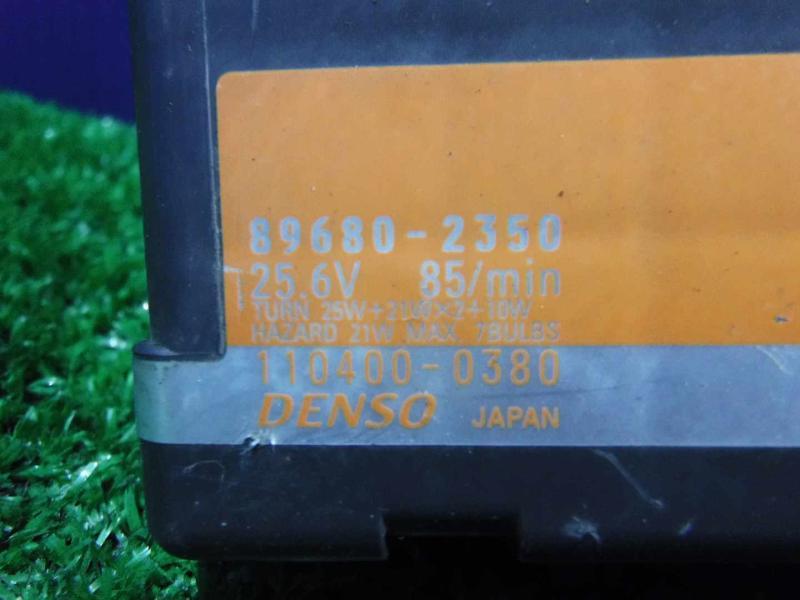 89680-2350
25.6V 85/min
TURN 25W+21W×2+10W
HAZARD 21W MAX 7BULBS
110400-0380
DENSO JAPAN